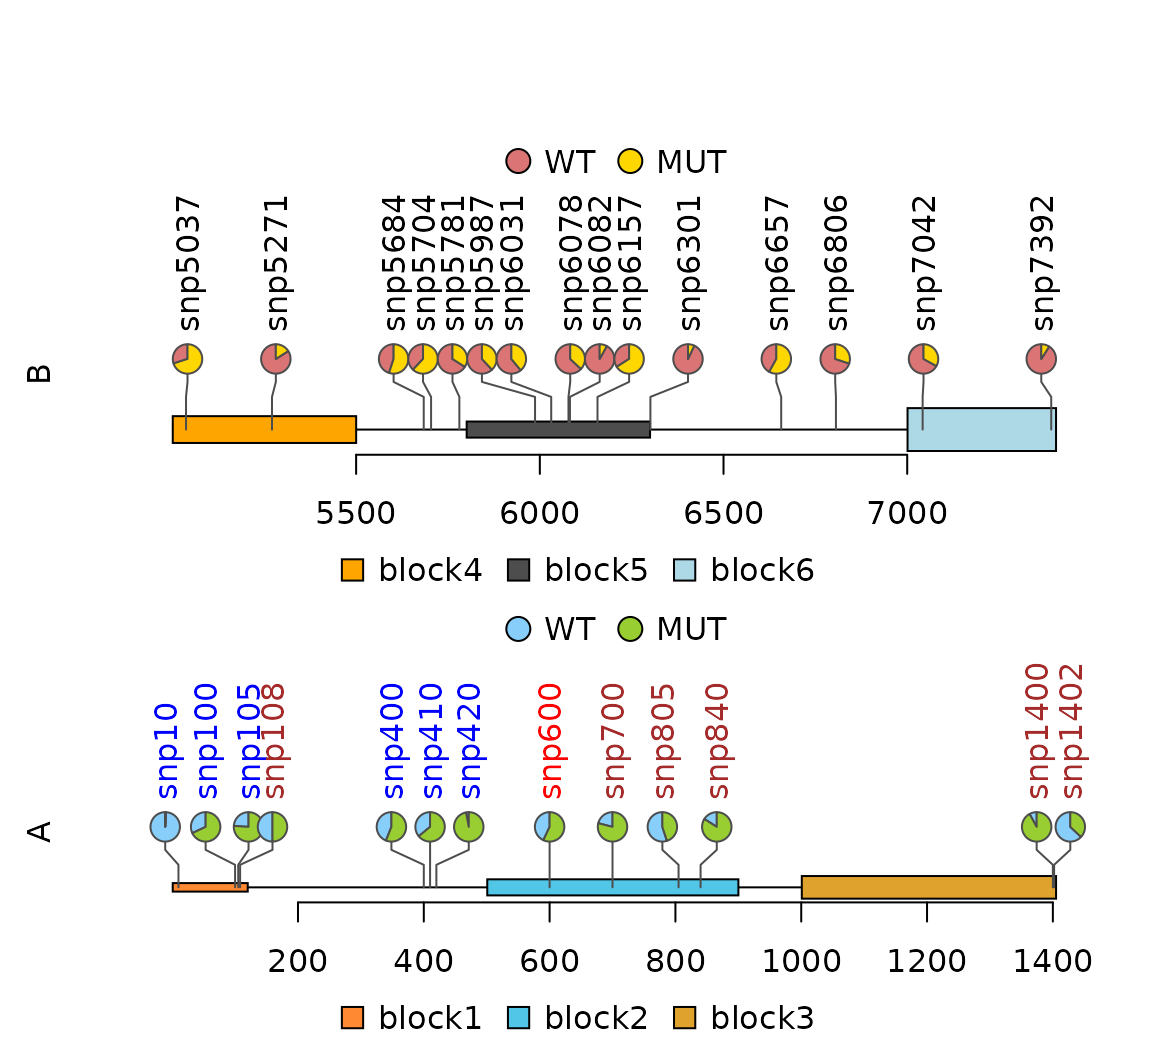 WT MUT
snp5037 snp5271 snp5684 snp5704 snp5781 snp5987 snp6031 snp6078 snp6082 snp6157 snp6301 snp6657 snp6806 snp7042 snp7392
B
5500 6000 6500 7000
block4 block5 block6
WT MUT
snp10 snp100 snp105 snp108 snp400 snp410 snp420 snp600 snp700 snp805 snp840 snp1400 snp1402
A
200 400 600 800 1000 1200 1400
block1 block2 block3